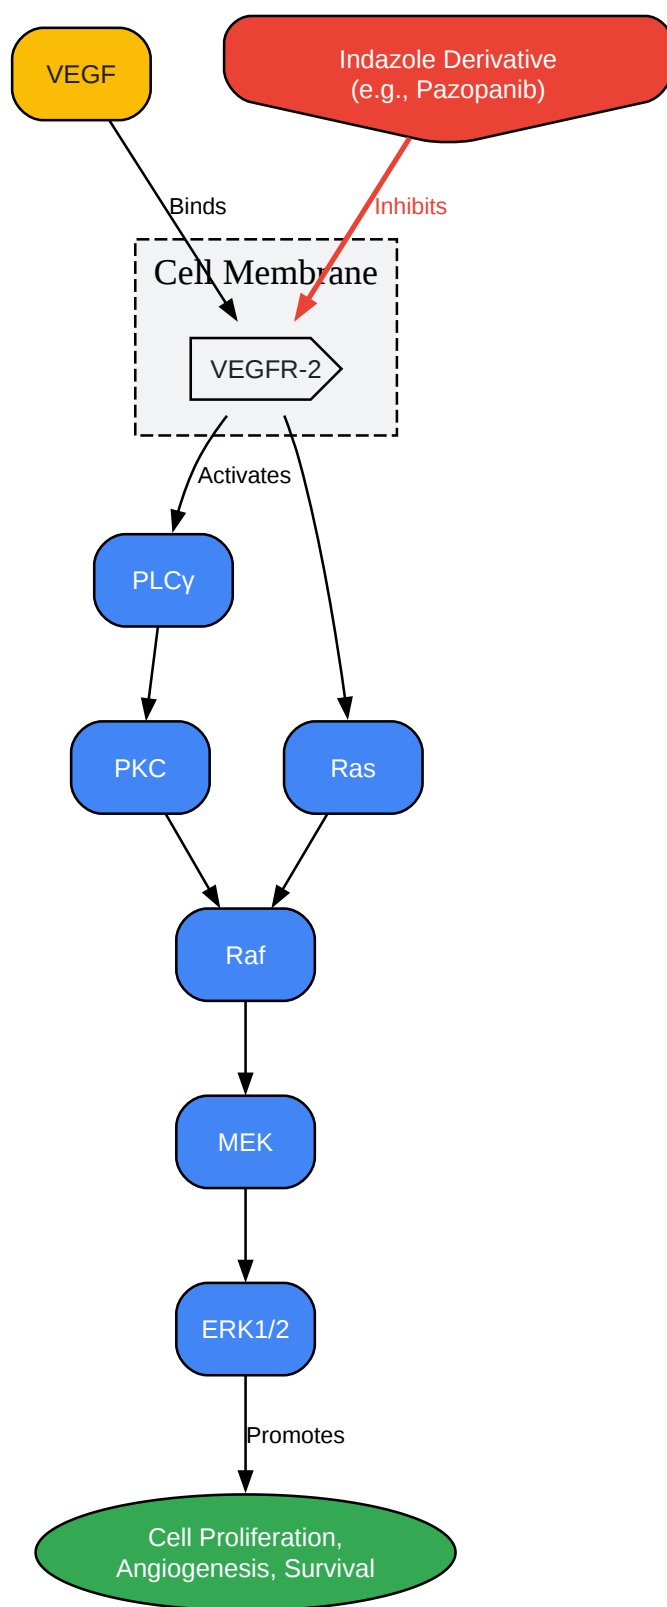 VEGF
Indazole Derivative
(e.g., Pazopanib)
Binds
Inhibits
Cell Membrane
VEGFR-2
Activates
PLCγ
PKC
Ras
Raf
MEK
ERK1/2
Promotes
Cell Proliferation,
Angiogenesis, Survival